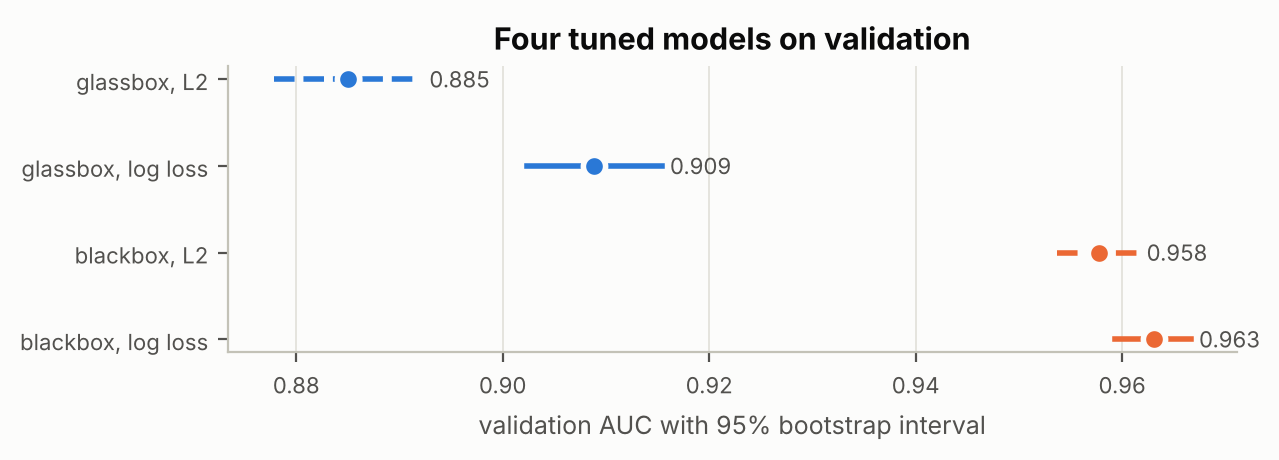 Four tuned models on validation
glassbox, L2
0.885
glassbox, log loss
0.909
blackbox, L2
0.958
blackbox, log loss
0.963
0.88 0.90 0.92 0.94 0.96
validation AUC with 95% bootstrap interval